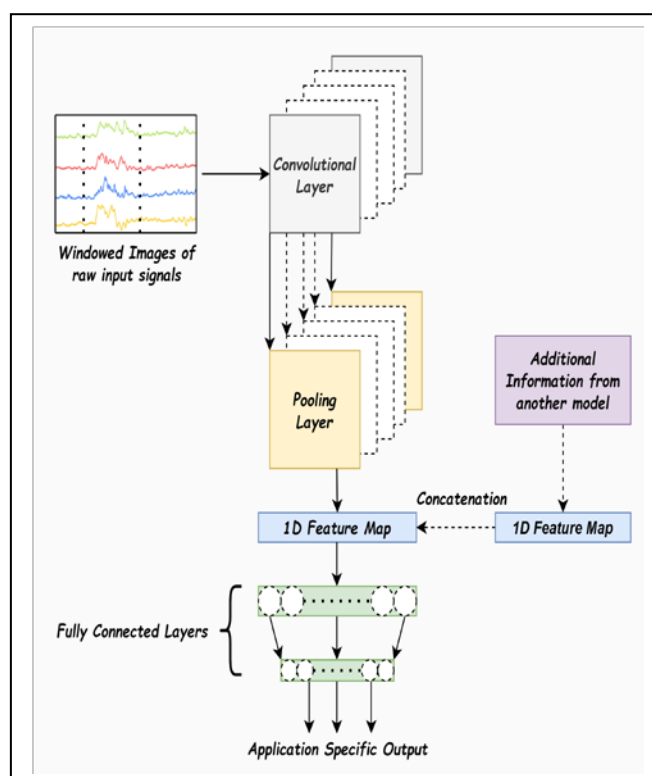 Convolutional
Layer
Windowed Images of
raw input signals
Pooling
Layer
Additional
Information from
another model
Concatenation
1D Feature Map
1D Feature Map
Fully Connected Layers
Application Specific Output